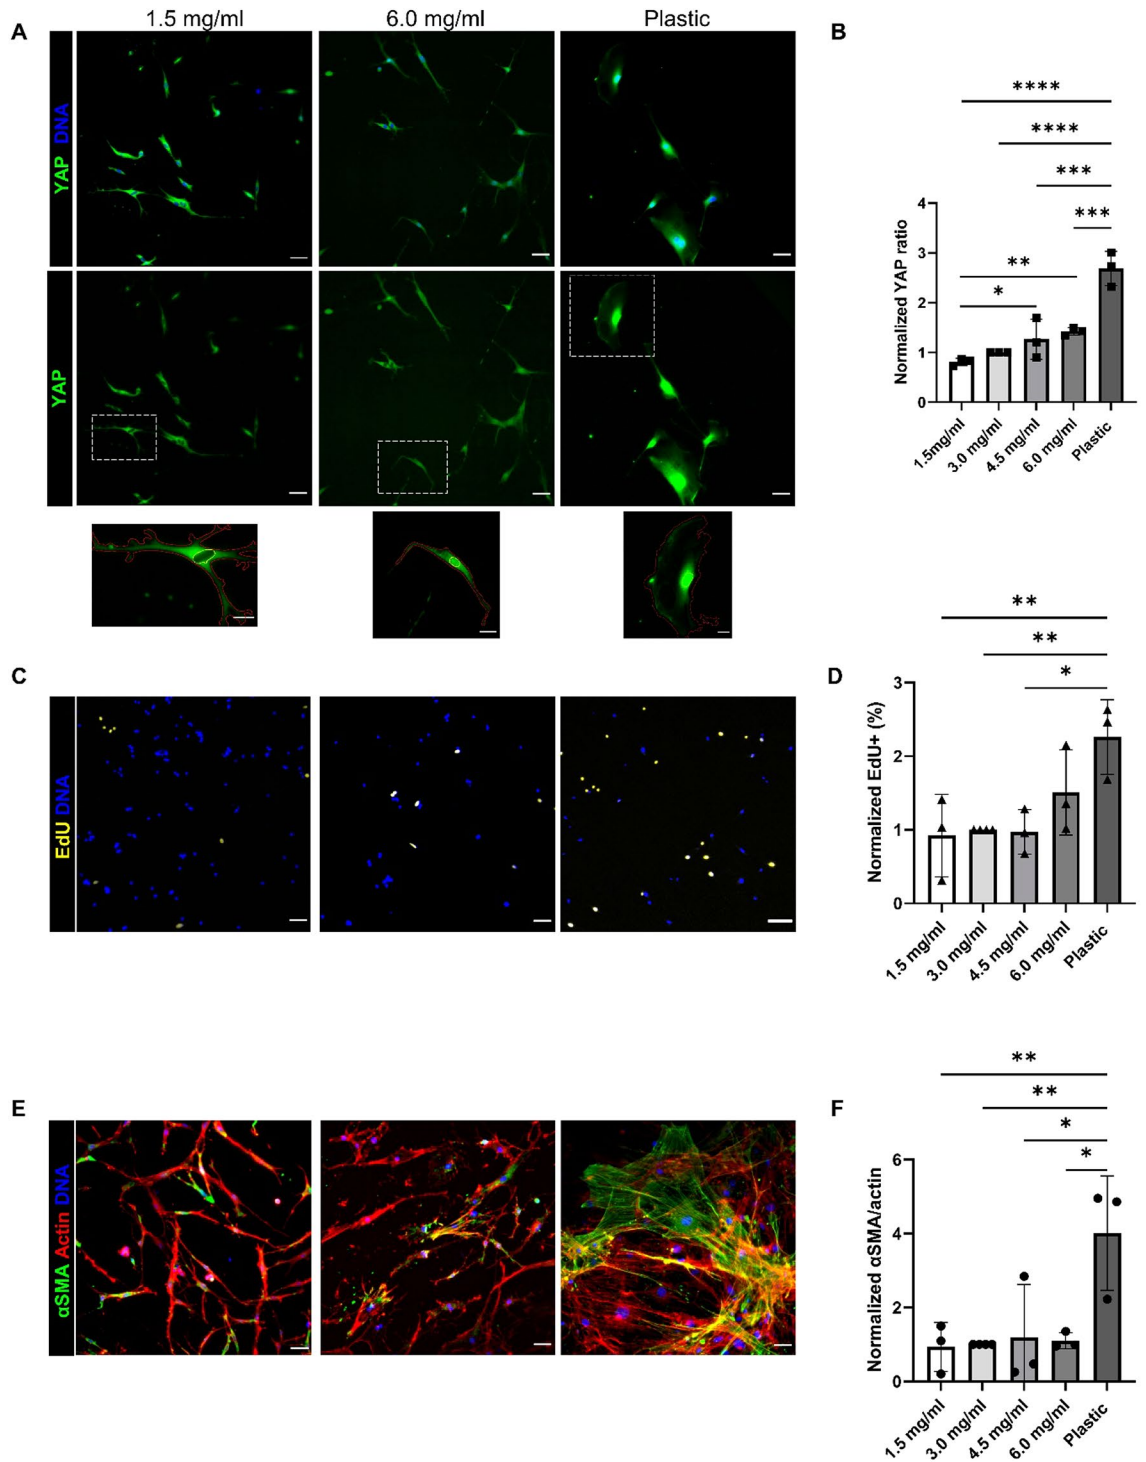 A
1.5 mg/ml
6.0 mg/ml
Plastic
YAP DNA
YAP
B
****
****
***
***
**
*
Normalized YAP ratio
4
3
2
1
0
1.5mg/ml
3.0 mg/ml
4.5 mg/ml
6.0 mg/ml
Plastic
C
EdU DNA
D
**
**
*
Normalized EdU+ (%)
3
2
1
0
1.5 mg/ml
3.0 mg/ml
4.5 mg/ml
6.0 mg/ml
Plastic
E
αSMA Actin DNA
F
**
**
*
*
Normalized αSMA/actin
6
4
2
0
1.5 mg/ml
3.0 mg/ml
4.5 mg/ml
6.0 mg/ml
Plastic